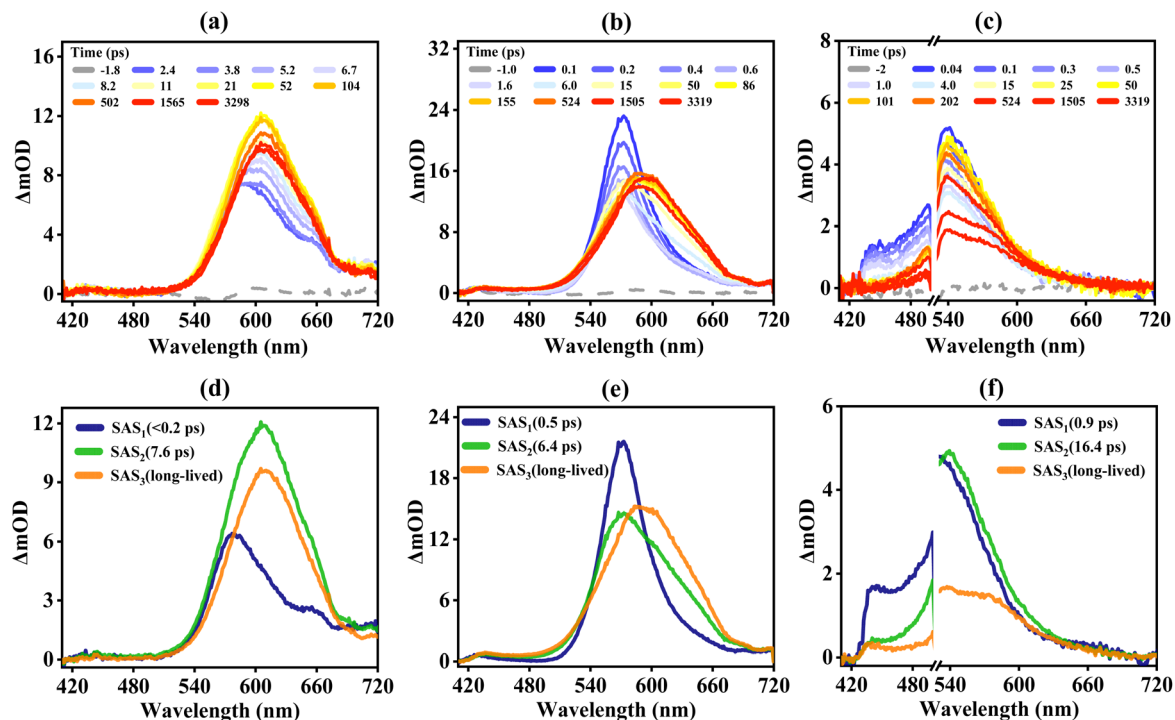 (a)
16
12
8
4
0
ΔmOD
Time (ps)
-1.8 2.4 3.8 5.2 6.7
8.2 11 21 52 104
502 1565 3298
420 480 540 600 660 720
Wavelength (nm)
(b)
32
24
16
8
0
ΔmOD
Time (ps)
-1.0 0.1 0.2 0.4 0.6
1.6 6.0 15 50 86
155 524 1505 3319
420 480 540 600 660 720
Wavelength (nm)
(c)
8
6
4
2
0
ΔmOD
Time (ps)
-2 0.04 0.1 0.3 0.5
1.0 4.0 15 25 50
101 202 524 1505 3319
420 480 540 600 660 720
Wavelength (nm)
(d)
12
9
6
3
0
ΔmOD
SAS1(<0.2 ps)
SAS2(7.6 ps)
SAS3(long-lived)
420 480 540 600 660 720
Wavelength (nm)
(e)
24
18
12
6
0
ΔmOD
SAS1(0.5 ps)
SAS2(6.4 ps)
SAS3(long-lived)
420 480 540 600 660 720
Wavelength (nm)
(f)
6
4
2
0
ΔmOD
SAS1(0.9 ps)
SAS2(16.4 ps)
SAS3(long-lived)
420 480 540 600 660 720
Wavelength (nm)